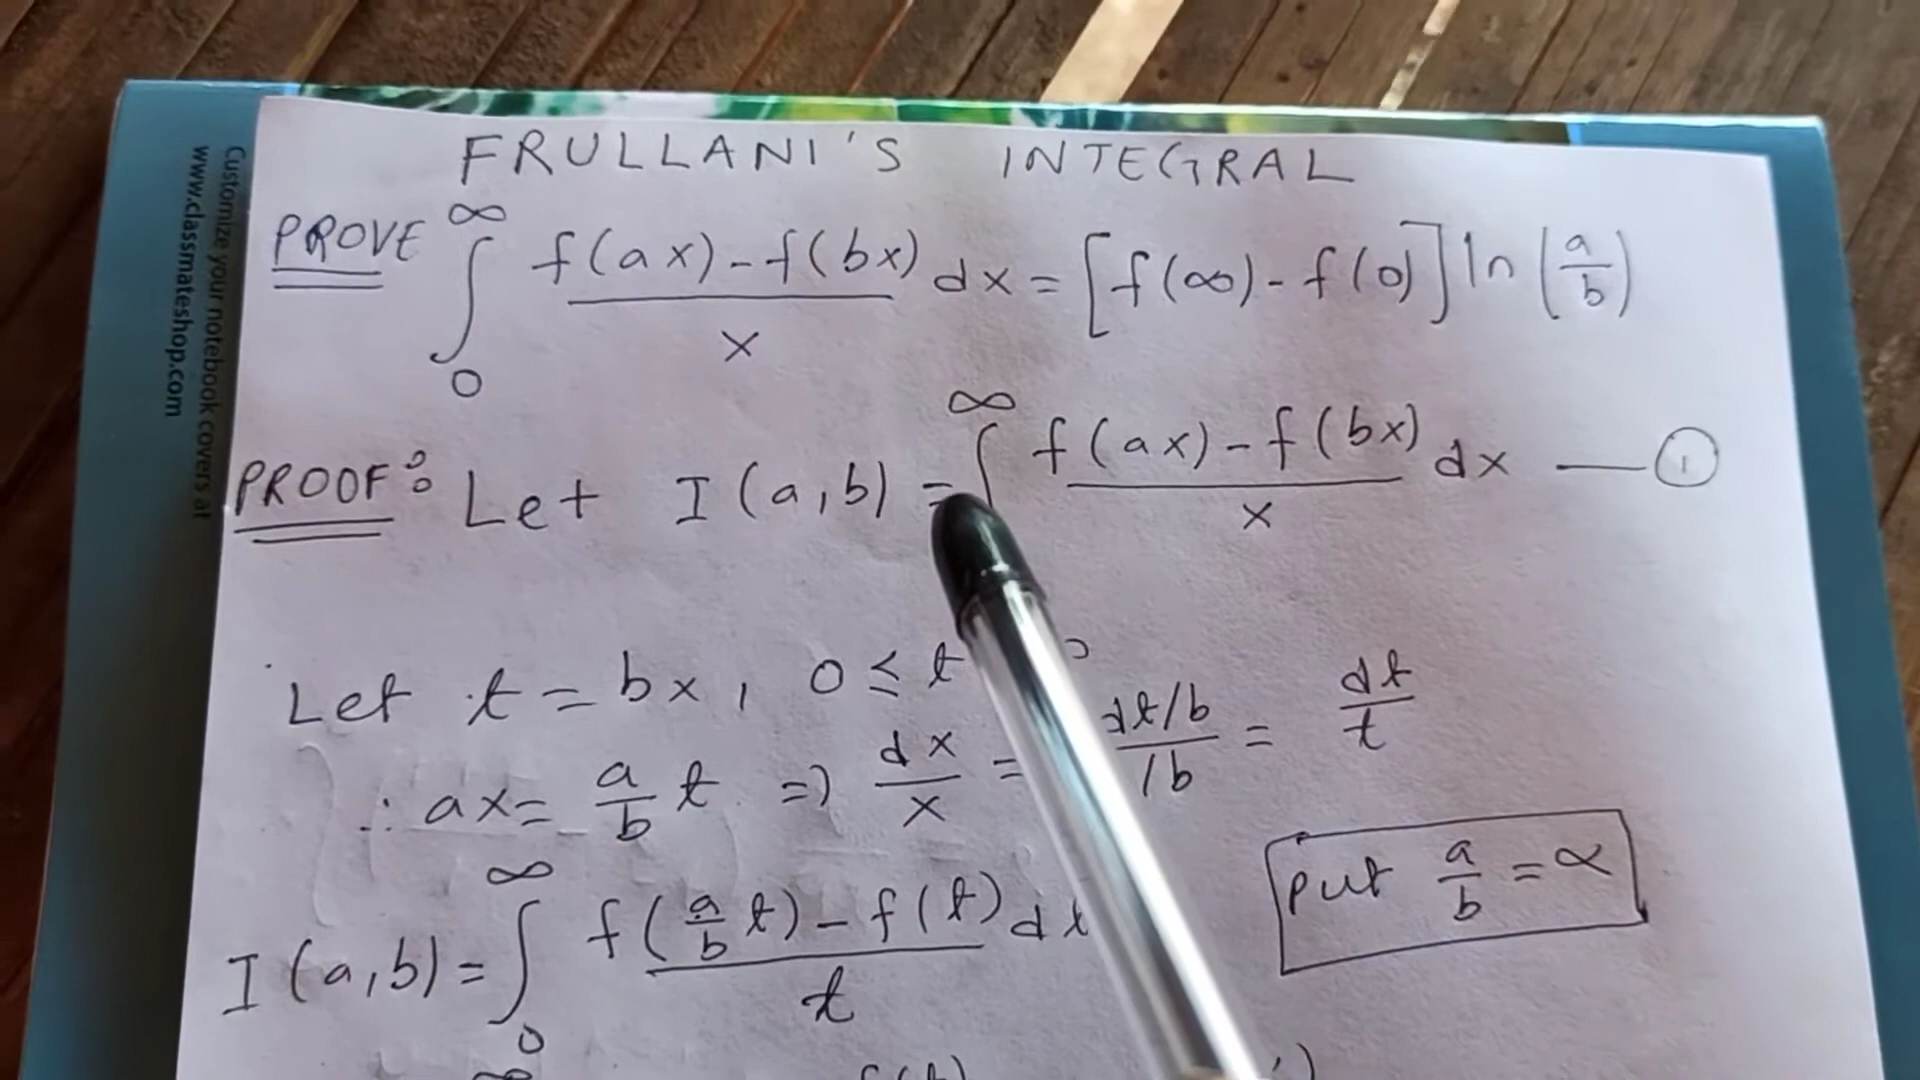 Customize your notebook covers at
www.classmateshop.com
FRULLANI'S INTEGRAL
PROVE ∫₀^∞ (f(ax)-f(bx))/x dx = [f(∞)-f(0)] ln(a/b)
PROOF: Let I(a,b) = ∫^∞ (f(ax)-f(bx))/x dx — ①
Let t = bx, 0 ≤ t
∴ ax = a/b t ⇒ dx/x = (dt/b)/(/b) = dt/t
I(a,b) = ∫₀^∞ (f(a/b t)-f(t))/t dt
put a/b = α
∞ f(t)